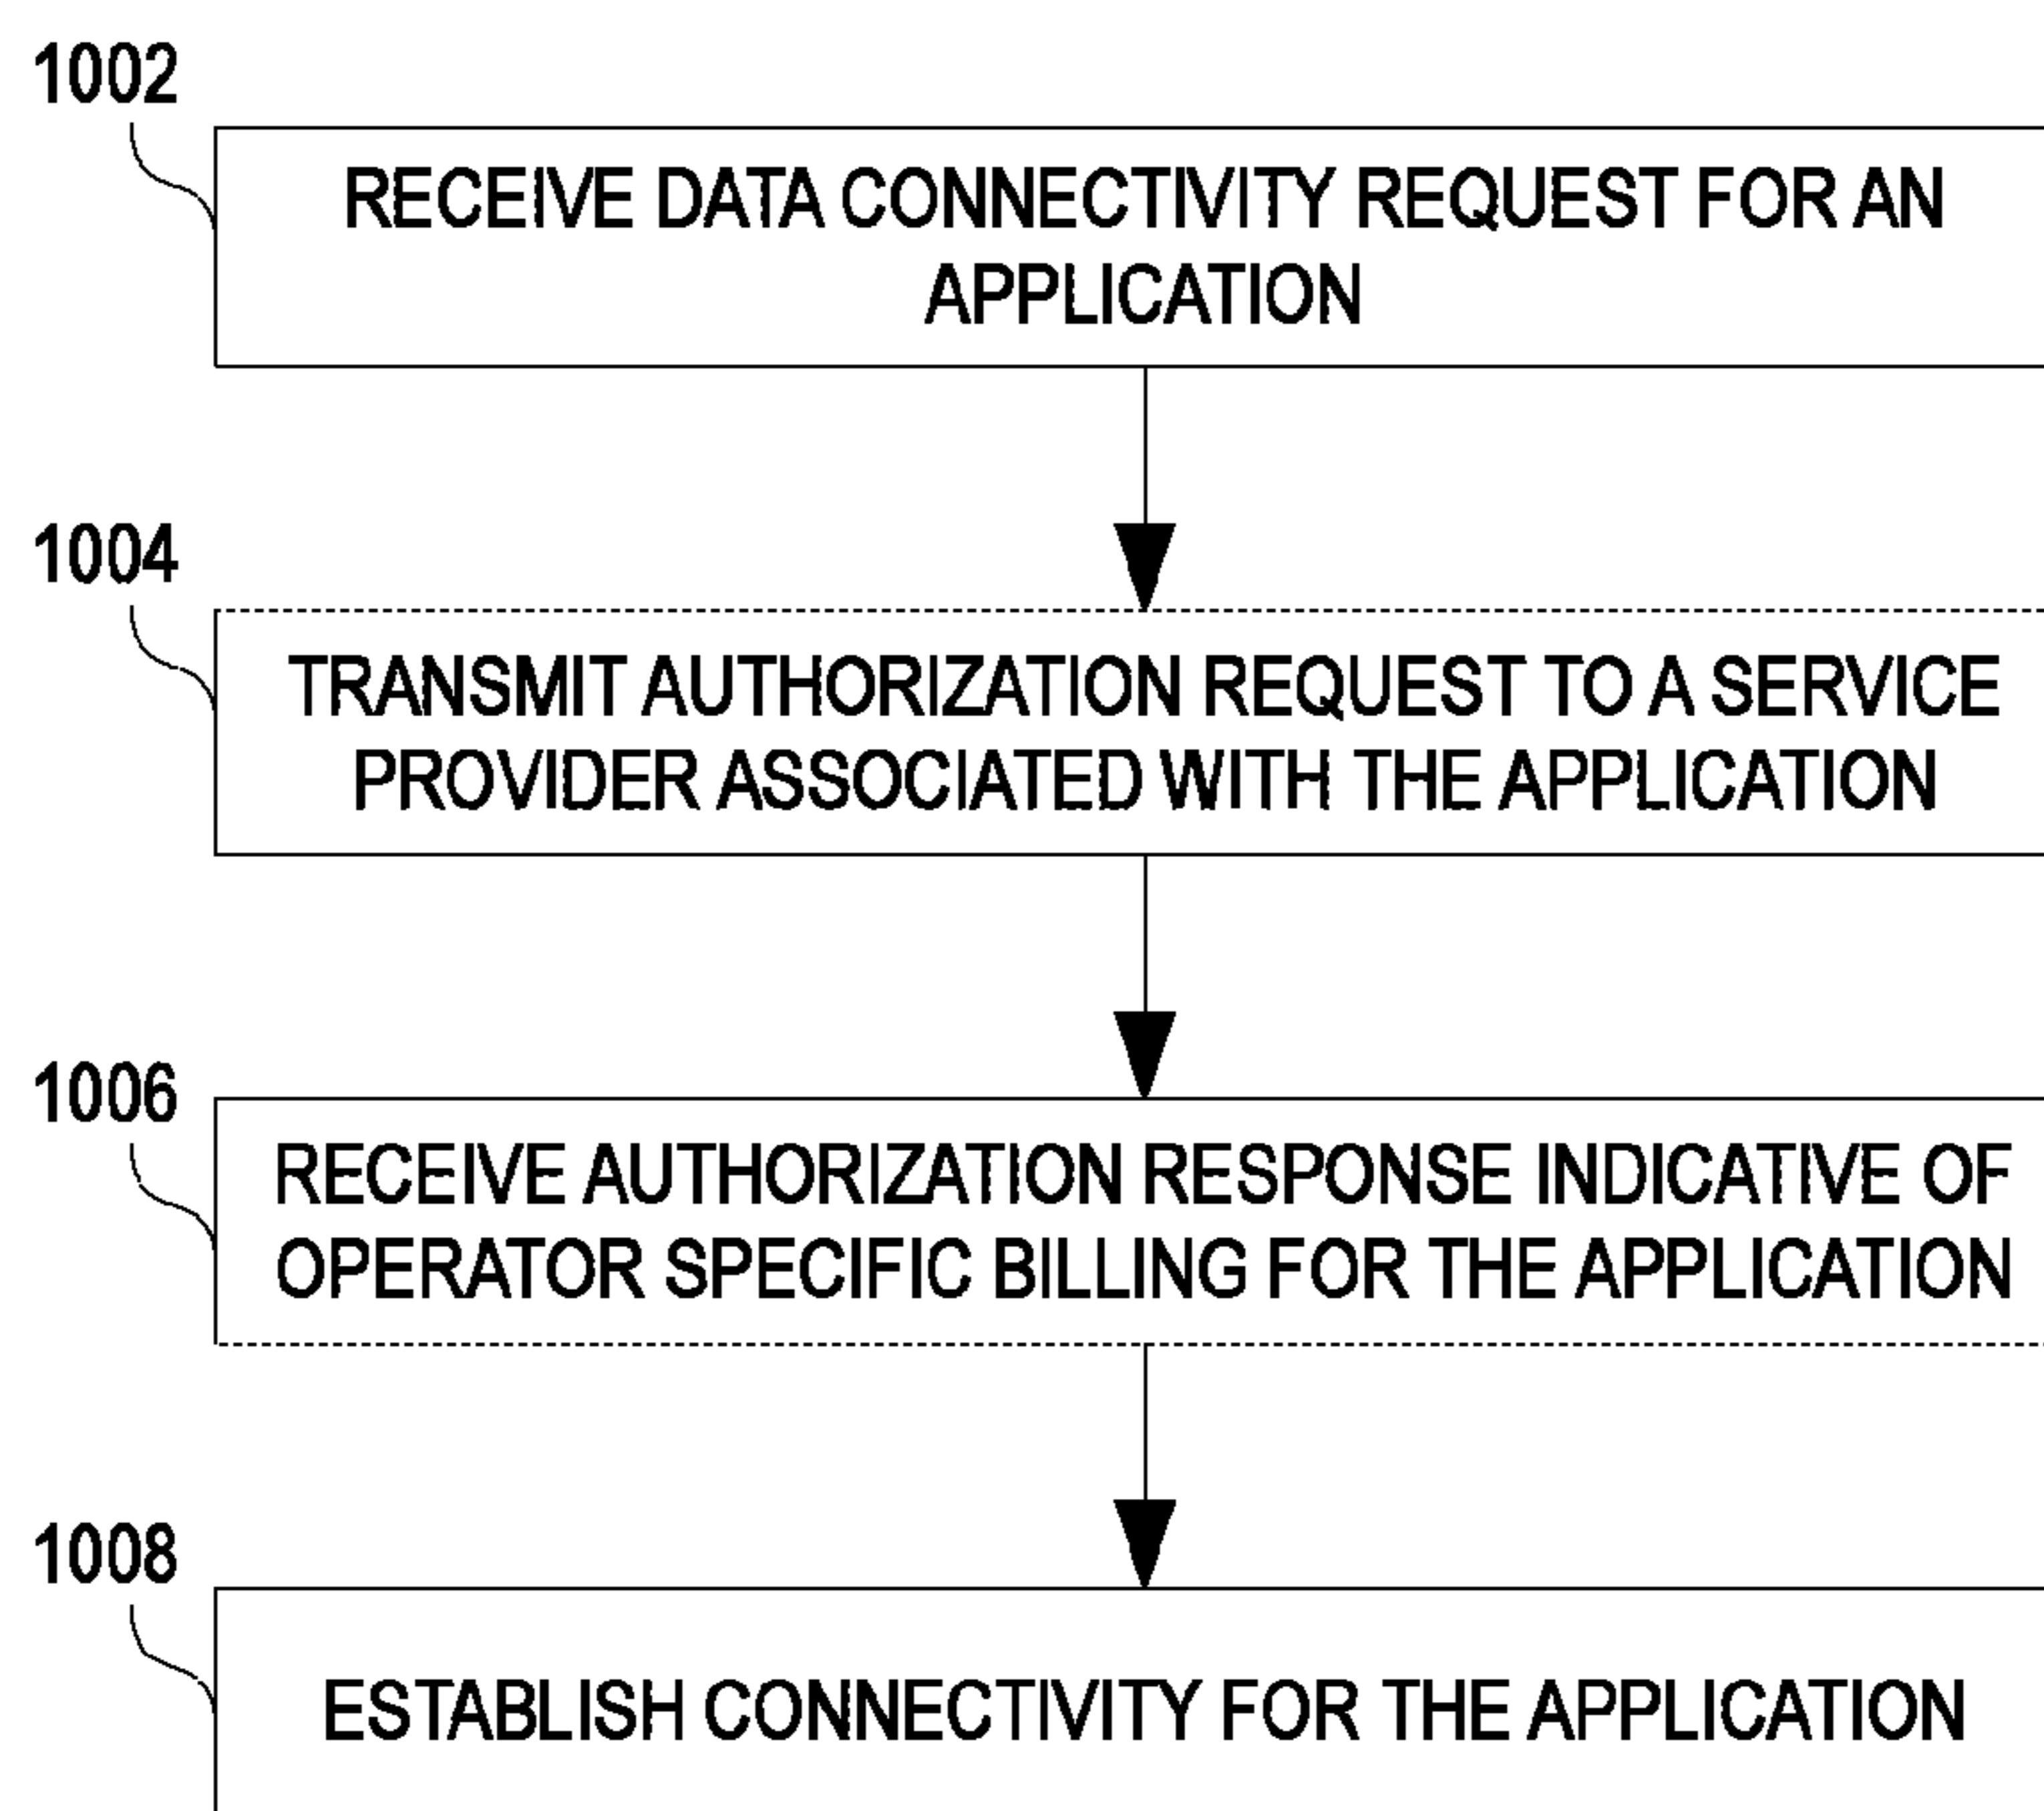 1002
RECEIVE DATA CONNECTIVITY REQUEST FOR AN
APPLICATION
1004
TRANSMIT AUTHORIZATION REQUEST TO A SERVICE
PROVIDER ASSOCIATED WITH THE APPLICATION
1006
RECEIVE AUTHORIZATION RESPONSE INDICATIVE OF
OPERATOR SPECIFIC BILLING FOR THE APPLICATION
1008
ESTABLISH CONNECTIVITY FOR THE APPLICATION